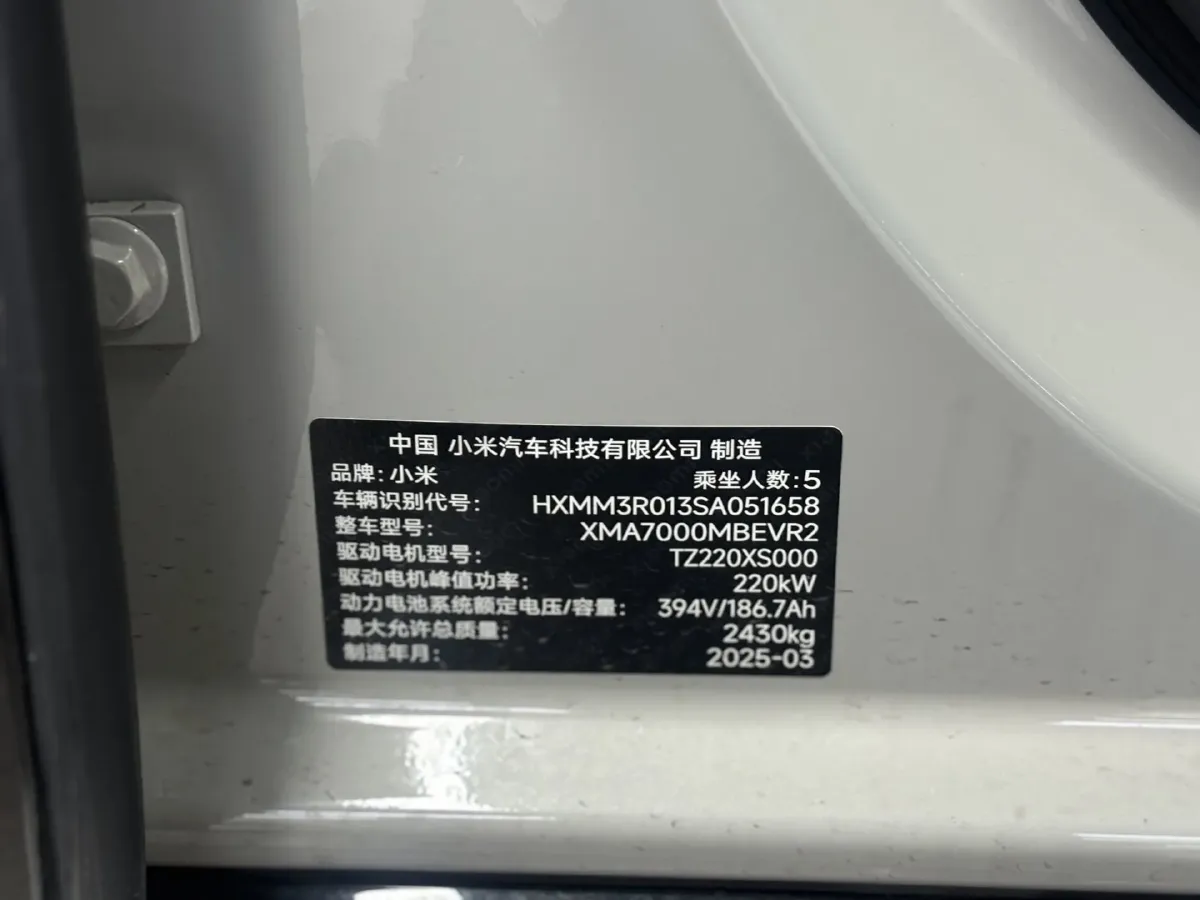 中国 小米汽车科技有限公司 制造
品牌:小米 乘坐人数:5
车辆识别代号: HXMM3R013SA051658
整车型号: XMA7000MBEVR2
驱动电机型号: TZ220XS000
驱动电机峰值功率: 220kW
动力电池系统额定电压/容量: 394V/186.7Ah
最大允许总质量: 2430kg
制造年月: 2025-03